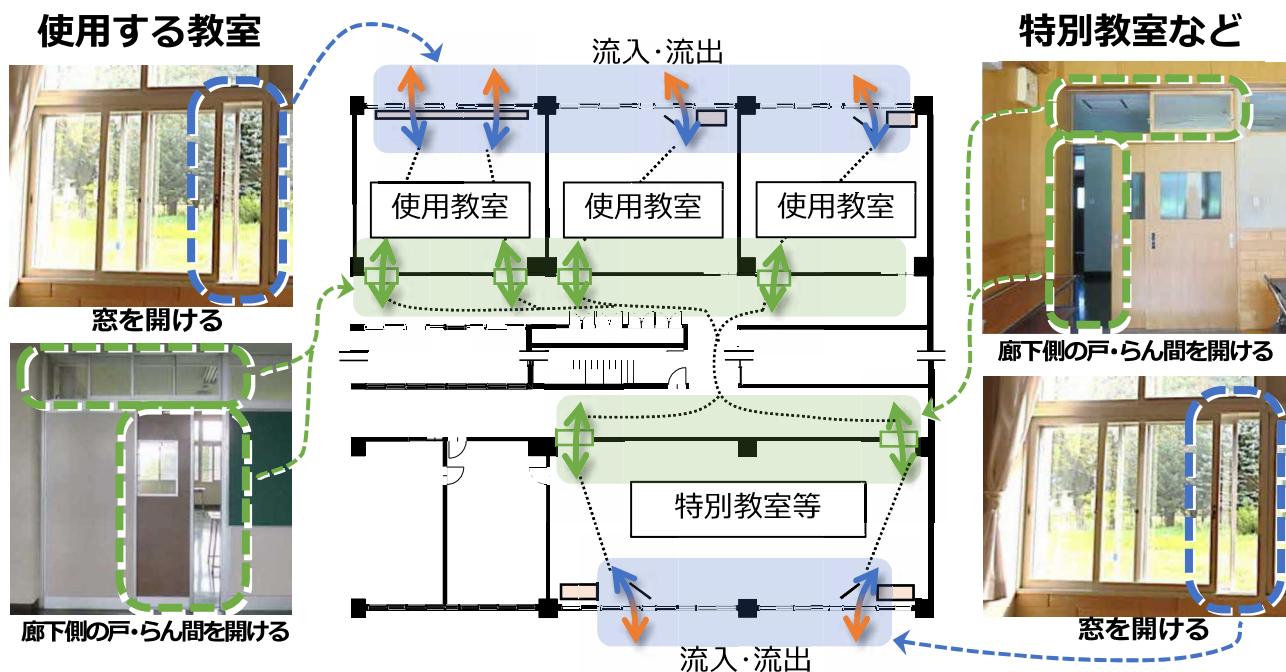 使用する教室
窓を開ける
廊下側の戸・らん間を開ける
流入・流出
使用教室
使用教室
使用教室
特別教室等
流入・流出
特別教室など
廊下側の戸・らん間を開ける
窓を開ける